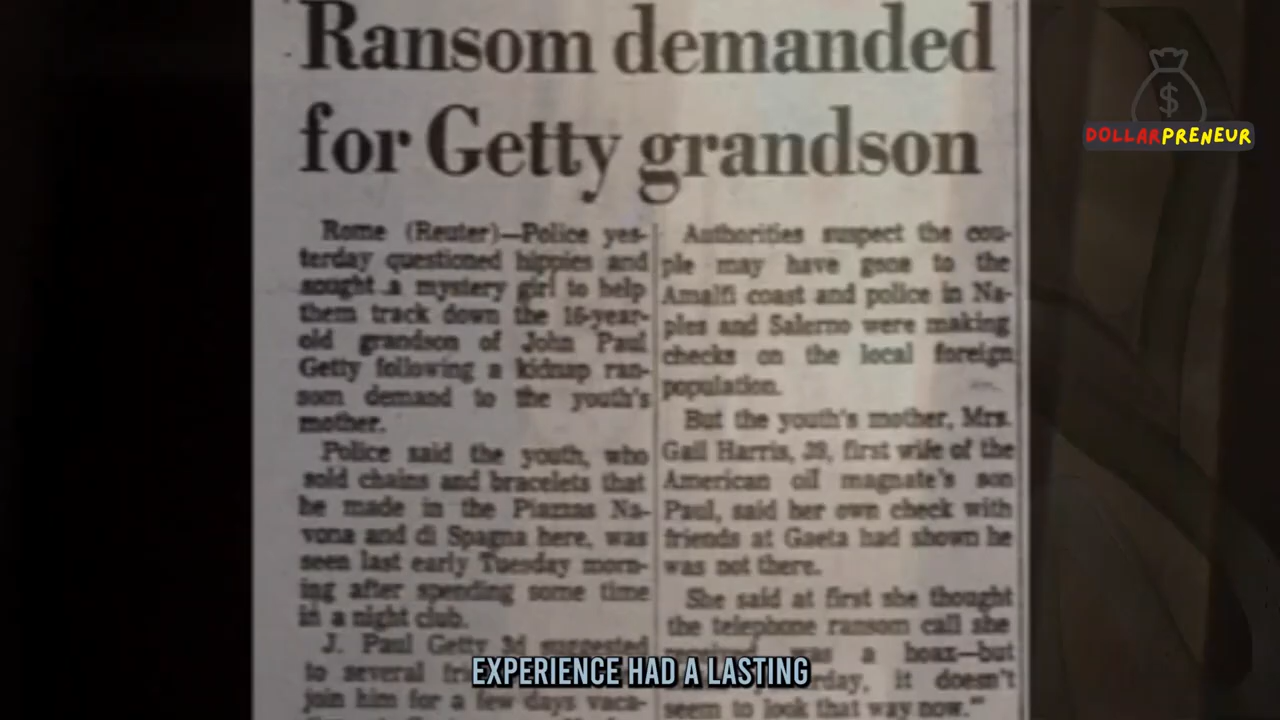 Ransom demanded
for Getty grandson
Rome (Reuter)—Police yes-
terday questioned hippies and
sought a mystery girl to help
them track down the 16-year-
old grandson of John Paul
Getty following a kidnap ran-
som demand to the youth's
mother.
Police said the youth, who
sold chains and bracelets that
he made in the Piazzas Na-
vona and di Spagna here, was
seen last early Tuesday morn-
ing after spending some time
in a night club.
J. Paul Getty 3d suggested
to several
join him for a few days vaca-
Authorities suspect the cou-
ple may have gone to the
Amalfi coast and police in Na-
ples and Salerno were making
checks on the local foreign
population.
But the youth's mother, Mrs.
Gail Harris, first wife of the
American oil magnate's son
Paul, said her own check with
friends at Gaeta had shown he
was not there.
She said at first she thought
the telephone ransom call she
was a hoax—but
it doesn't
seem to look that way now."
$
DOLLARPRENEUR
EXPERIENCE HAD A LASTING